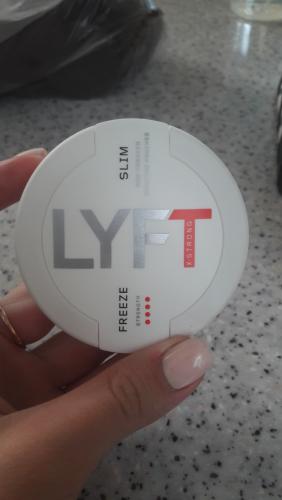 SLIM
LYFT
X-STRONG
FREEZE
STRENGTH